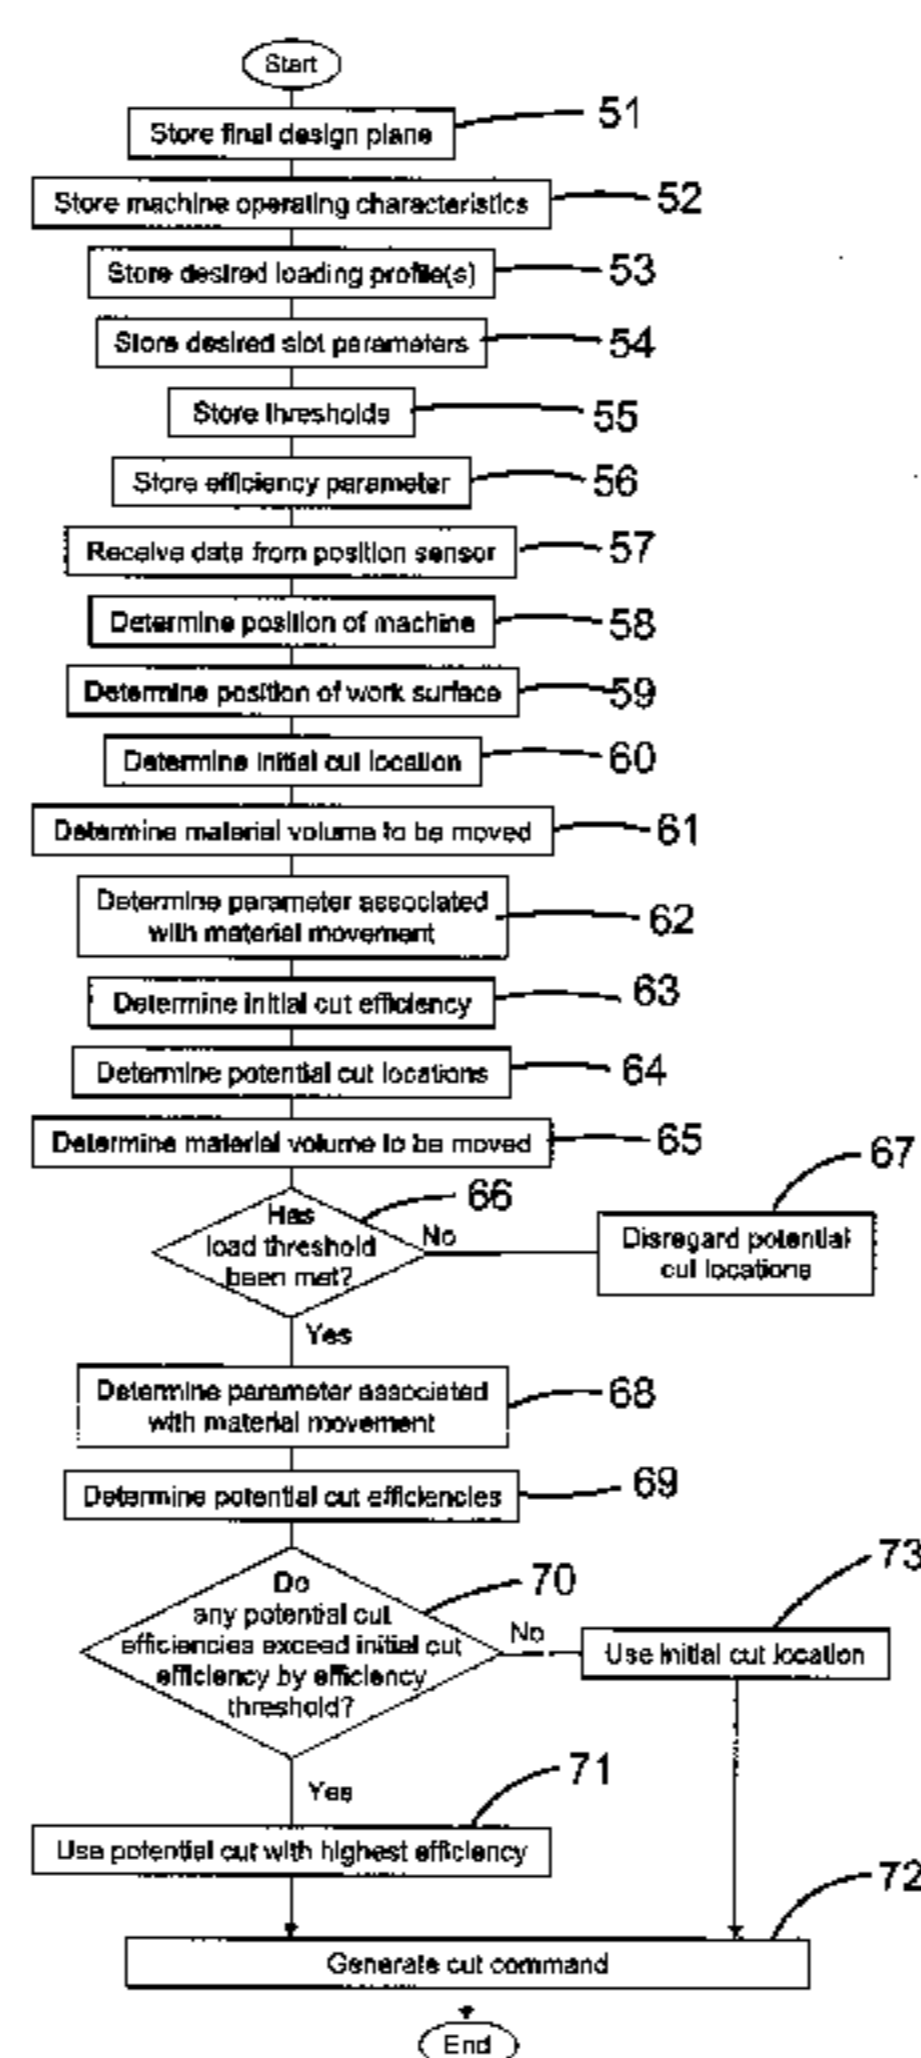 Start
Store final design plane
51
Store machine operating characteristics
52
Store desired loading profile(s)
53
Store desired slot parameters
54
Store thresholds
55
Store efficiency parameter
56
Receive data from position sensor
57
Determine position of machine
58
Determine position of work surface
59
Determine initial cut location
60
Determine material volume to be moved
61
Determine parameter associated
with material movement
62
Determine initial cut efficiency
63
Determine potential cut locations
64
Determine material volume to be moved
65
Has
load threshold
been met?
66
No
Disregard potential
cut locations
67
Yes
Determine parameter associated
with material movement
68
Determine potential cut efficiencies
69
Do
any potential cut
efficiencies exceed initial cut
efficiency by efficiency
threshold?
70
No
Use initial cut location
73
Yes
Use potential cut with highest efficiency
71
Generate cut command
72
End